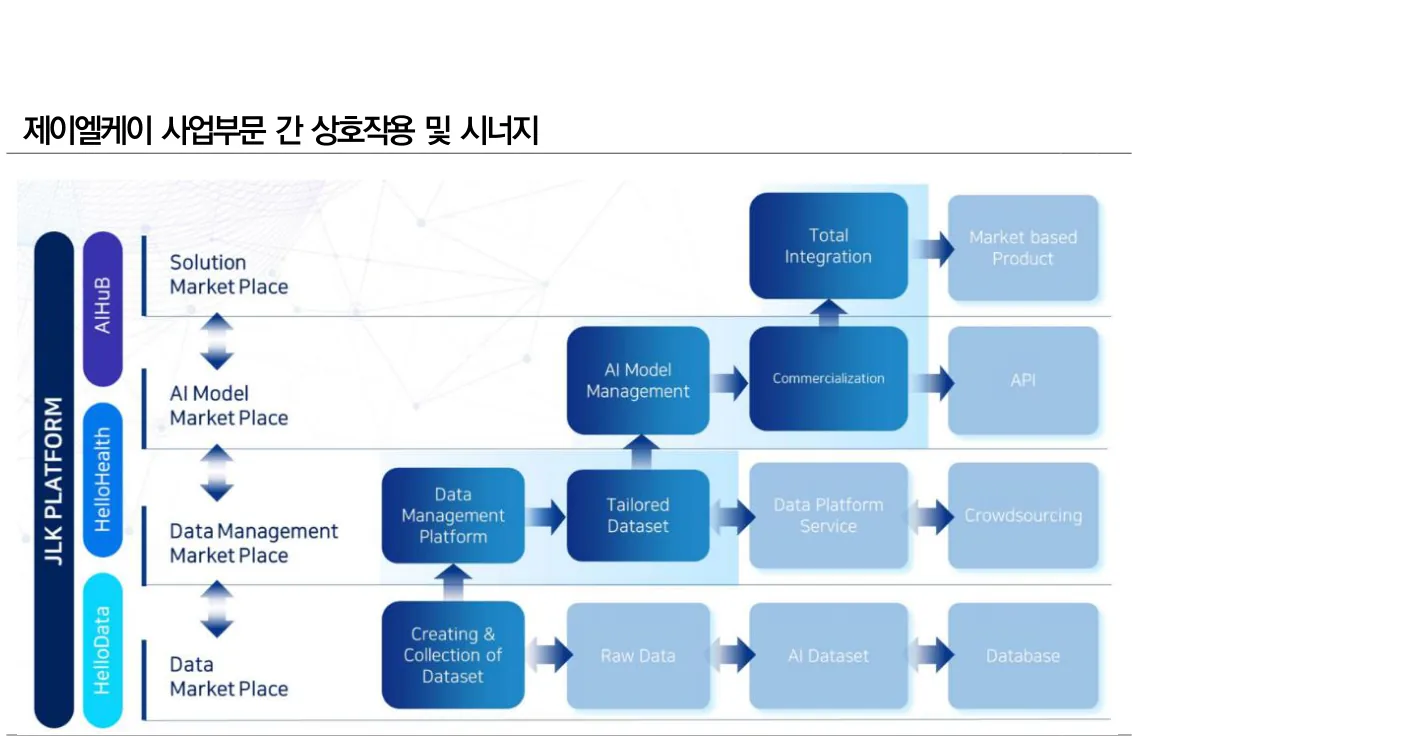 제이엘케이 사업부문 간 상호작용 및 시너지
JLK PLATFORM
AIHuB
HelloHealth
HelloData
Solution
Market Place
Total
Integration
Market based
Product
AI Model
Market Place
AI Model
Management
Commercialization
API
Data Management
Market Place
Data
Management
Platform
Tailored
Dataset
Data Platform
Service
Crowdsourcing
Data
Market Place
Creating &
Collection of
Dataset
Raw Data
AI Dataset
Database